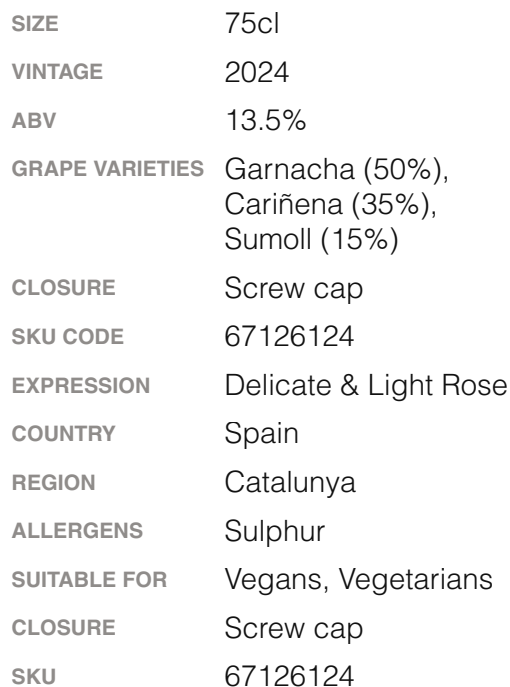 SIZE 75cl
VINTAGE 2024
ABV 13.5%
GRAPE VARIETIES Garnacha (50%),
Cariñena (35%),
Sumoll (15%)
CLOSURE Screw cap
SKU CODE 67126124
EXPRESSION Delicate & Light Rose
COUNTRY Spain
REGION Catalunya
ALLERGENS Sulphur
SUITABLE FOR Vegans, Vegetarians
CLOSURE Screw cap
SKU 67126124